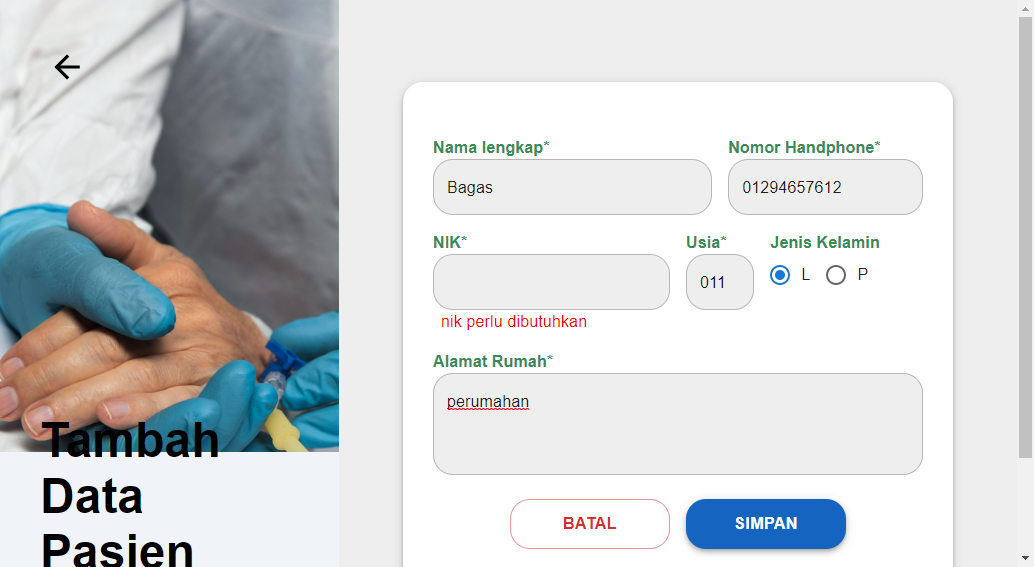 Nama lengkap*
Nomor Handphone*
Bagas
01294657612
NIK*
Usia*
Jenis Kelamin
011
L
P
nik perlu dibutuhkan
Alamat Rumah*
perumahan
BATAL
SIMPAN
Tambah
Data
Pasien